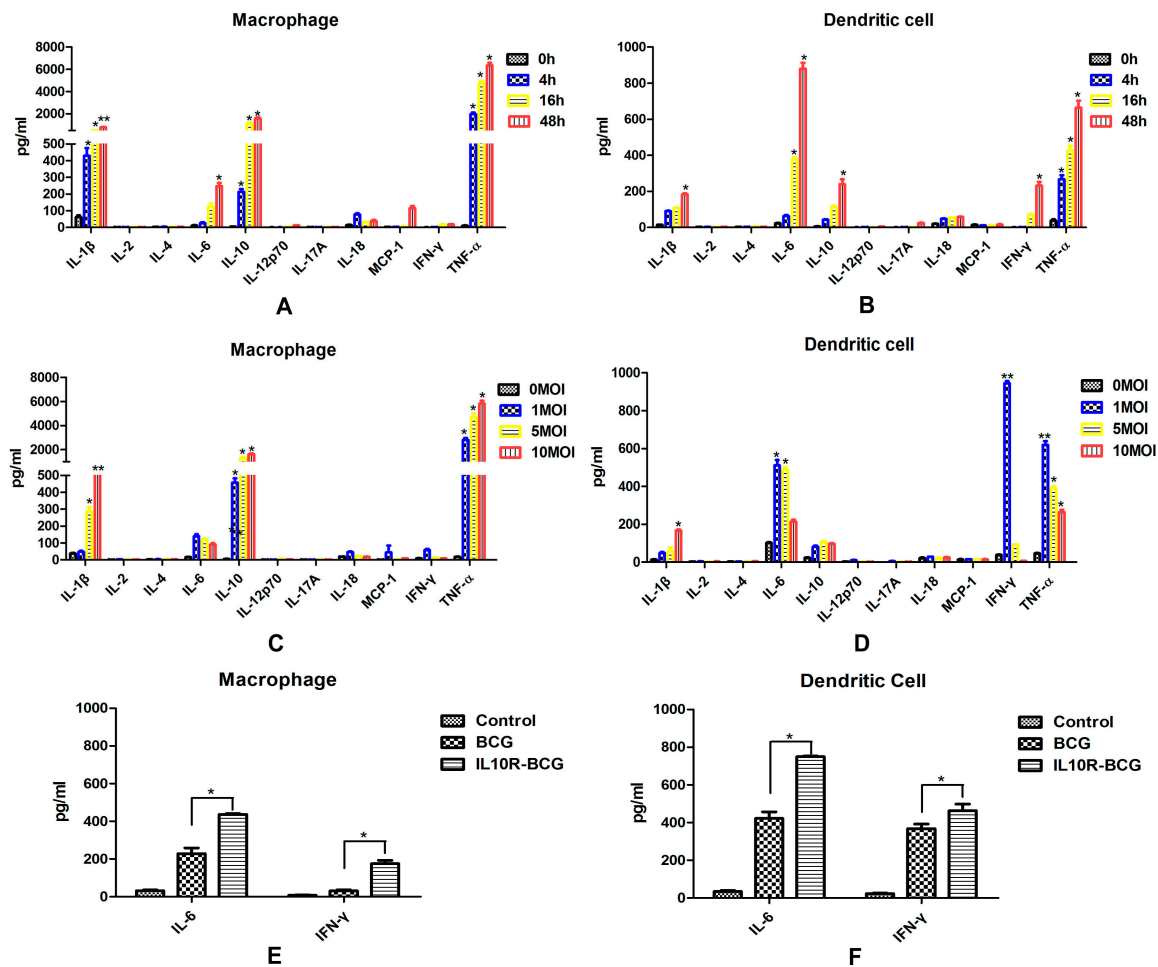 Macrophage
8000
6000
4000
2000
500
400
300
200
100
0
pg/ml
0h
4h
16h
48h
* * ** * * * * * * *
IL-1β IL-2 IL-4 IL-6 IL-10 IL-12p70 IL-17A IL-18 MCP-1 IFN-γ TNF-α
A
Dendritic cell
1000
800
600
400
200
0
pg/ml
0h
4h
16h
48h
* * * * * * * *
IL-1β IL-2 IL-4 IL-6 IL-10 IL-12p70 IL-17A IL-18 MCP-1 IFN-γ TNF-α
B
Macrophage
8000
6000
4000
2000
500
400
300
200
100
0
pg/ml
0MOI
1MOI
5MOI
10MOI
* ** ** * * * * * *
IL-1β IL-2 IL-4 IL-6 IL-10 IL-12p70 IL-17A IL-18 MCP-1 IFN-γ TNF-α
C
Dendritic cell
1000
800
600
400
200
0
pg/ml
0MOI
1MOI
5MOI
10MOI
* * * ** ** * *
IL-1β IL-2 IL-4 IL-6 IL-10 IL-12p70 IL-17A IL-18 MCP-1 IFN-γ TNF-α
D
Macrophage
1000
800
600
400
200
0
pg/ml
Control
BCG
IL10R-BCG
* *
IL-6 IFN-γ
E
Dendritic Cell
1000
800
600
400
200
0
pg/ml
Control
BCG
IL10R-BCG
* *
IL-6 IFN-γ
F